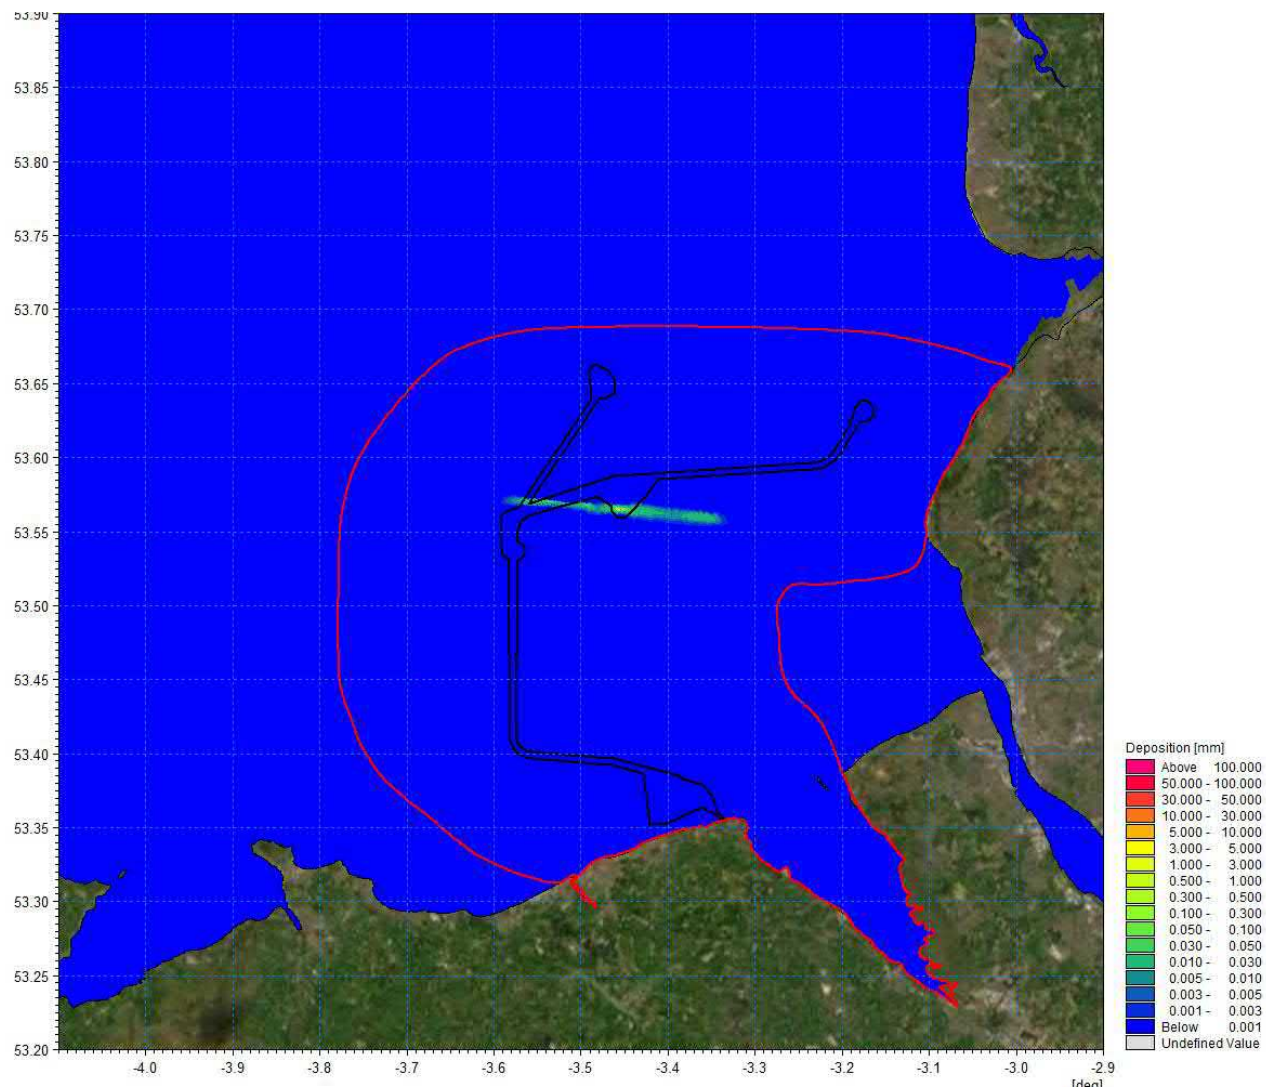 53.90
53.85
53.80
53.75
53.70
53.65
53.60
53.55
53.50
53.45
53.40
53.35
53.30
53.25
53.20
-4.0 -3.9 -3.8 -3.7 -3.6 -3.5 -3.4 -3.3 -3.2 -3.1 -3.0 -2.9
[deg]
Deposition [mm]
Above 100.000
50.000 - 100.000
30.000 - 50.000
10.000 - 30.000
5.000 - 10.000
3.000 - 5.000
1.000 - 3.000
0.500 - 1.000
0.300 - 0.500
0.100 - 0.300
0.050 - 0.100
0.030 - 0.050
0.010 - 0.030
0.005 - 0.010
0.003 - 0.005
0.001 - 0.003
Below 0.001
Undefined Value